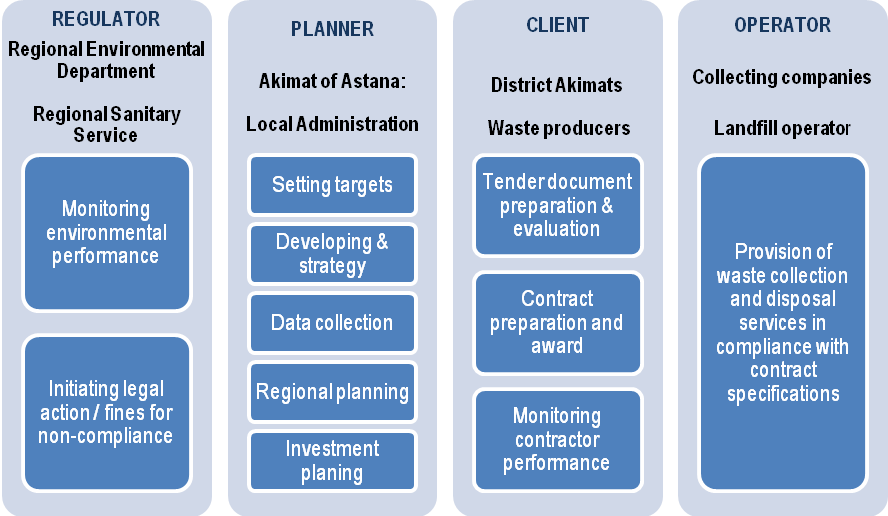 REGULATOR
Regional Environmental
Department
Regional Sanitary
Service
Monitoring
environmental
performance
Initiating legal
action / fines for
non-compliance
PLANNER
Akimat of Astana:
Local Administration
Setting targets
Developing &
strategy
Data collection
Regional planning
Investment
planing
CLIENT
District Akimats
Waste producers
Tender document
preparation &
evaluation
Contract
preparation and
award
Monitoring
contractor
performance
OPERATOR
Collecting companies
Landfill operator
Provision of
waste collection
and disposal
services in
compliance with
contract
specifications